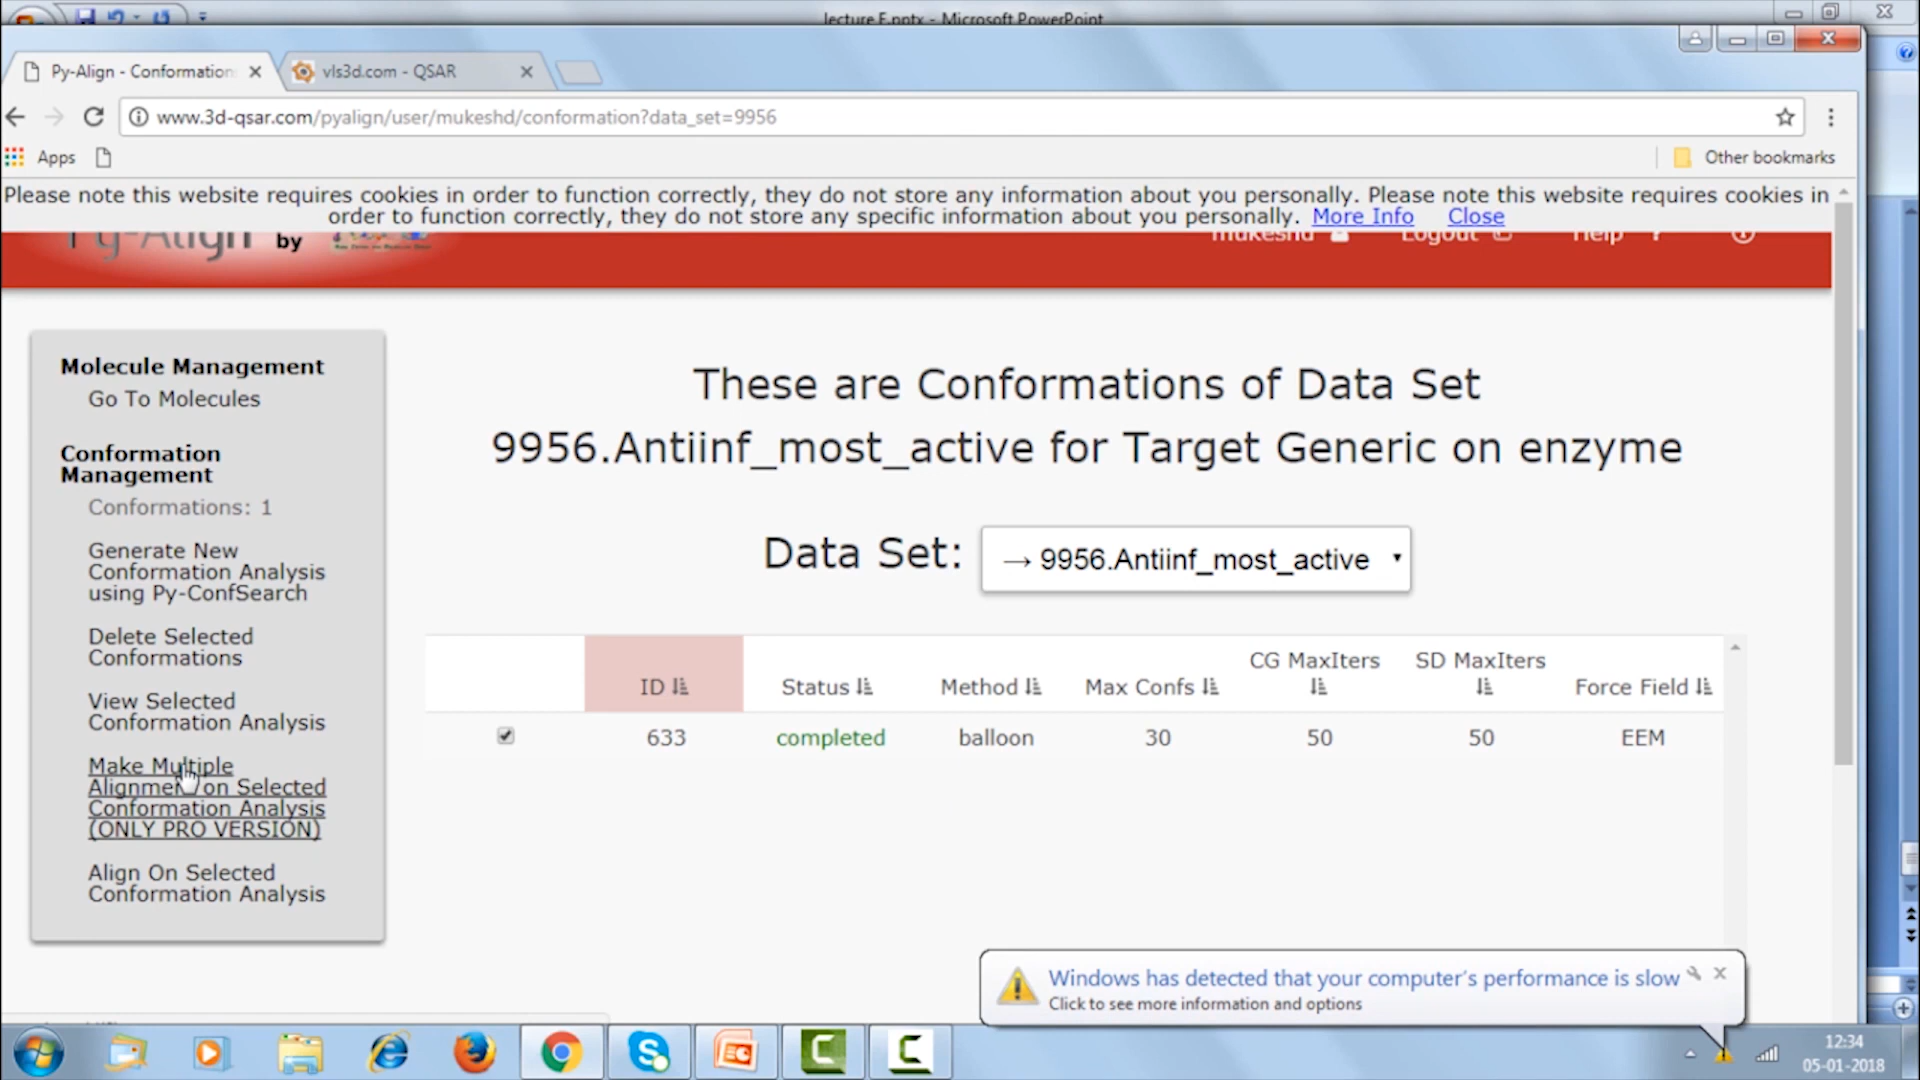 lecture F.pptx - Microsoft PowerPoint
Py-Align - Conformation
vls3d.com - QSAR
www.3d-qsar.com/pyalign/user/mukeshd/conformation?data_set=9956
Apps
Other bookmarks
Please note this website requires cookies in order to function correctly, they do not store any information about you personally. Please note this website requires cookies in
order to function correctly, they do not store any specific information about you personally. More Info Close
Py-Align by
mukeshd Logout Help ?
Molecule Management
Go To Molecules
Conformation
Management
Conformations: 1
Generate New
Conformation Analysis
using Py-ConfSearch
Delete Selected
Conformations
View Selected
Conformation Analysis
Make Multiple
Alignment on Selected
Conformation Analysis
(ONLY PRO VERSION)
Align On Selected
Conformation Analysis
These are Conformations of Data Set
9956.Antiinf_most_active for Target Generic on enzyme
Data Set: → 9956.Antiinf_most_active
ID Status Method Max Confs CG MaxIters SD MaxIters Force Field
633 completed balloon 30 50 50 EEM
Windows has detected that your computer's performance is slow
Click to see more information and options
12:34
05-01-2018